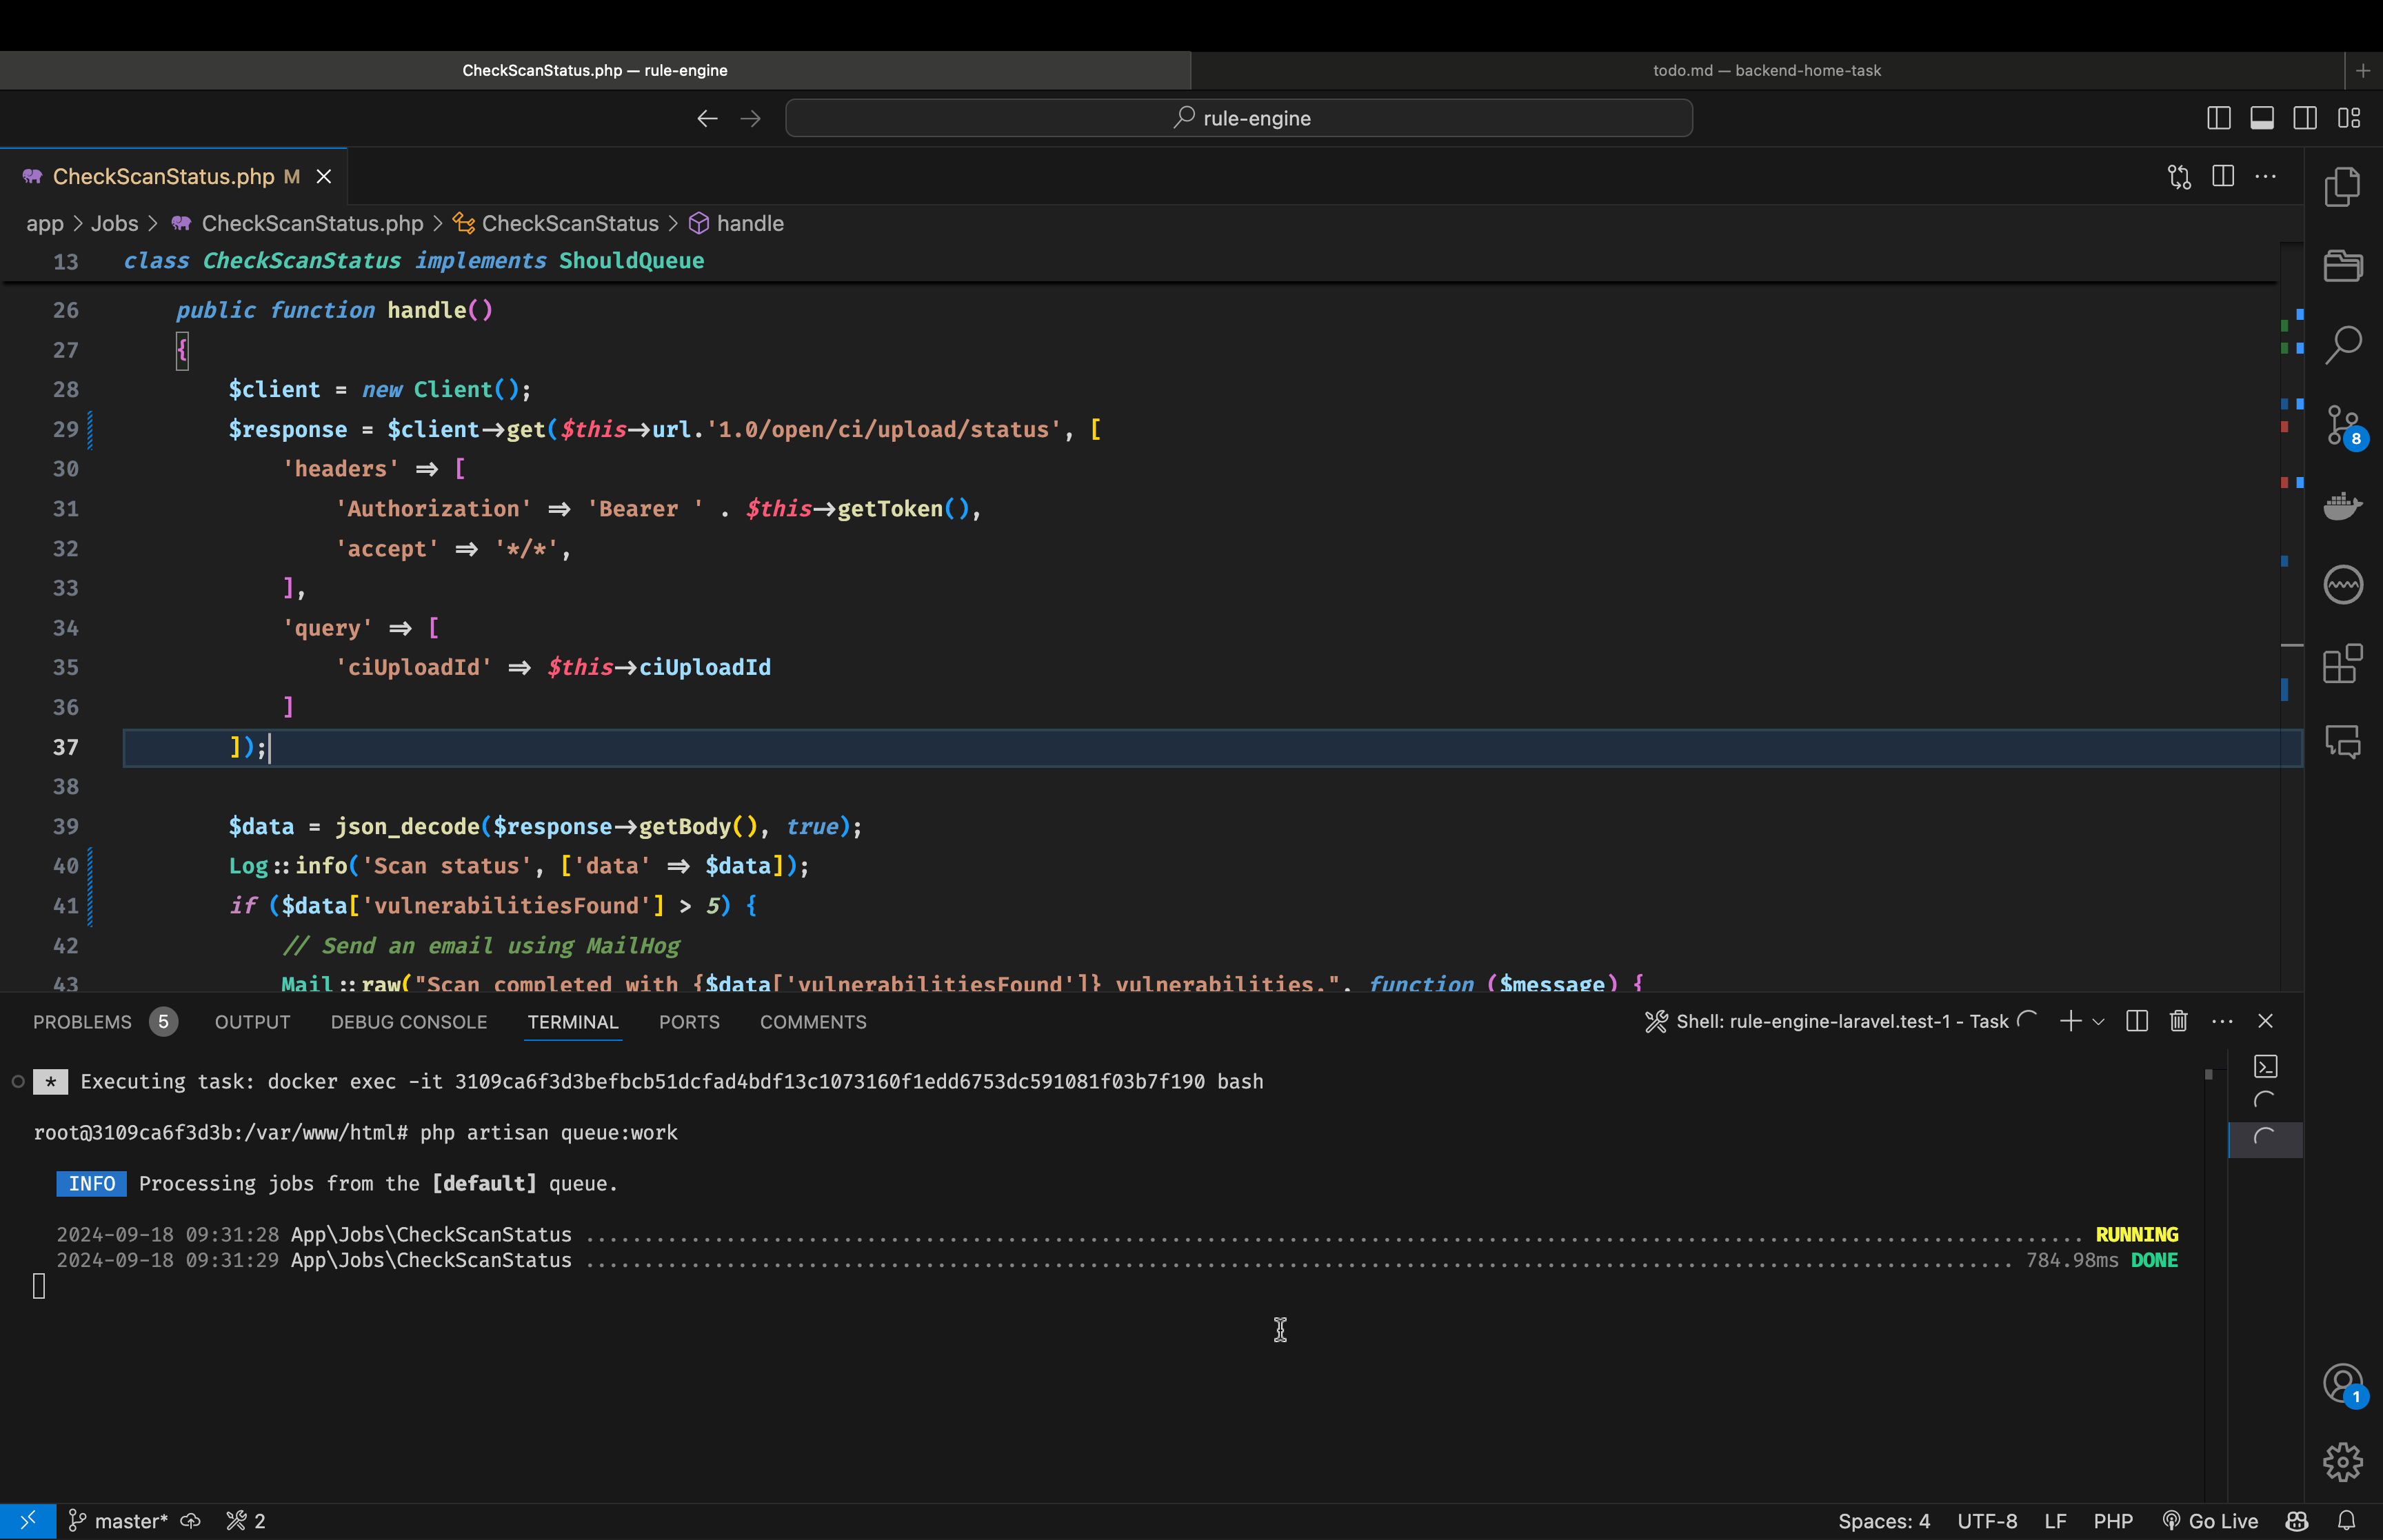 CheckScanStatus.php — rule-engine
todo.md — backend-home-task
rule-engine
CheckScanStatus.php M
app > Jobs > CheckScanStatus.php > CheckScanStatus > handle
13 class CheckScanStatus implements ShouldQueue
26 public function handle()
27 {
28 $client = new Client();
29 $response = $client->get($this->url.'1.0/open/ci/upload/status', [
30 'headers' => [
31 'Authorization' => 'Bearer ' . $this->getToken(),
32 'accept' => '*/*',
33 ],
34 'query' => [
35 'ciUploadId' => $this->ciUploadId
36 ]
37 ]);
38
39 $data = json_decode($response->getBody(), true);
40 Log::info('Scan status', ['data' => $data]);
41 if ($data['vulnerabilitiesFound'] > 5) {
42 // Send an email using MailHog
43 Mail::raw("Scan completed with {$data['vulnerabilitiesFound']} vulnerabilities.", function ($message) {
8
PROBLEMS 5 OUTPUT DEBUG CONSOLE TERMINAL PORTS COMMENTS
Shell: rule-engine-laravel.test-1 - Task
* Executing task: docker exec -it 3109ca6f3d3befbcb51dcfad4bdf13c1073160f1edd6753dc591081f03b7f190 bash
root@3109ca6f3d3b:/var/www/html# php artisan queue:work
INFO Processing jobs from the [default] queue.
2024-09-18 09:31:28 App\Jobs\CheckScanStatus ........ RUNNING
2024-09-18 09:31:29 App\Jobs\CheckScanStatus ........ 784.98ms DONE
1
master* 2
Spaces: 4 UTF-8 LF PHP Go Live